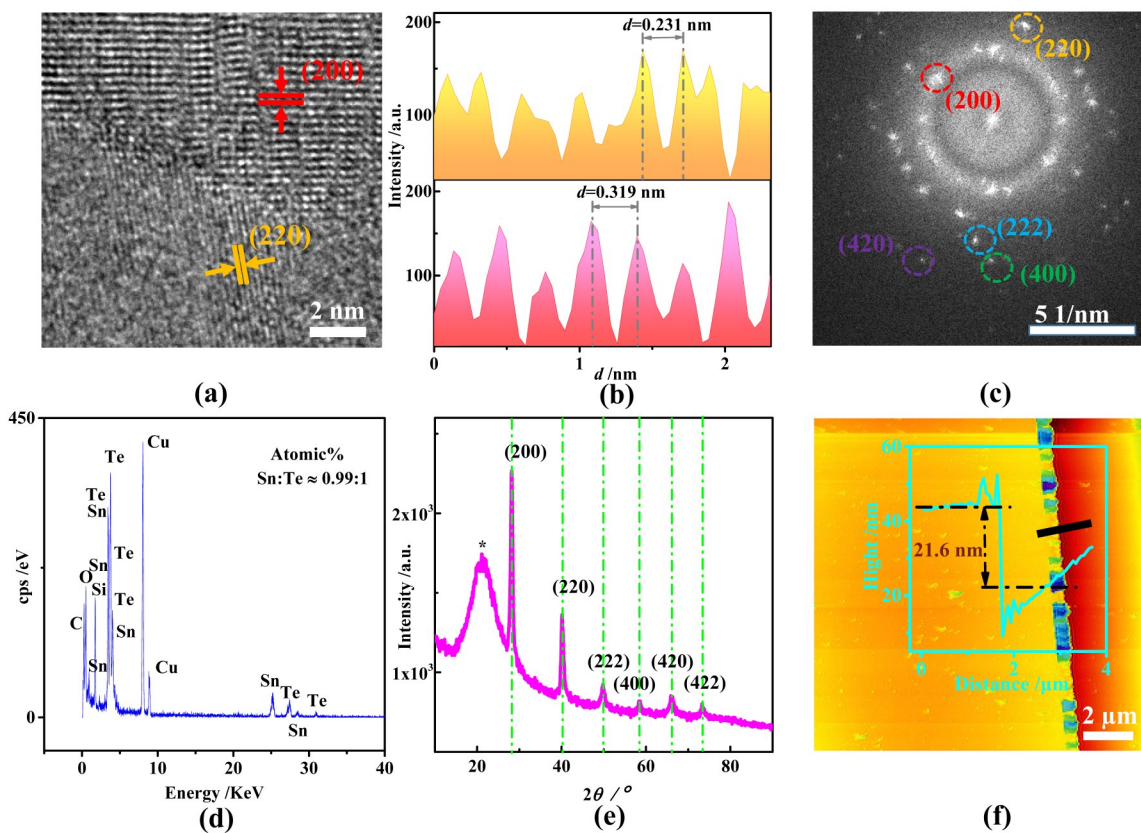 (200)
(220)
2 nm
(a)
Intensity /a.u.
200
100
200
100
d=0.231 nm
d=0.319 nm
0
1
2
d /nm
(b)
(220)
(200)
(222)
(420)
(400)
5 1/nm
(c)
cps /eV
450
0
Cu
Te
Te
Sn
Te
Sn
Te
Sn
O
Si
C
Sn
Cu
Sn
Te
Te
Sn
Atomic%
Sn:Te ≈ 0.99:1
0
10
20
30
40
Energy /KeV
(d)
Intensity /a.u.
2x10³
1x10³
*
(200)
(220)
(222)
(400)
(420)
(422)
20
40
60
80
2θ / °
(e)
60
40
20
Hight /nm
21.6 nm
0
2
4
Distance /μm
2 μm
(f)